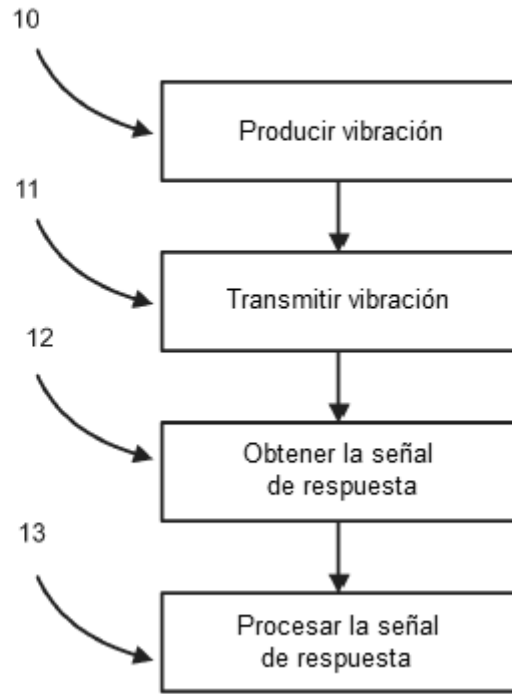 10
Producir vibración
11
Transmitir vibración
12
Obtener la señal
de respuesta
13
Procesar la señal
de respuesta